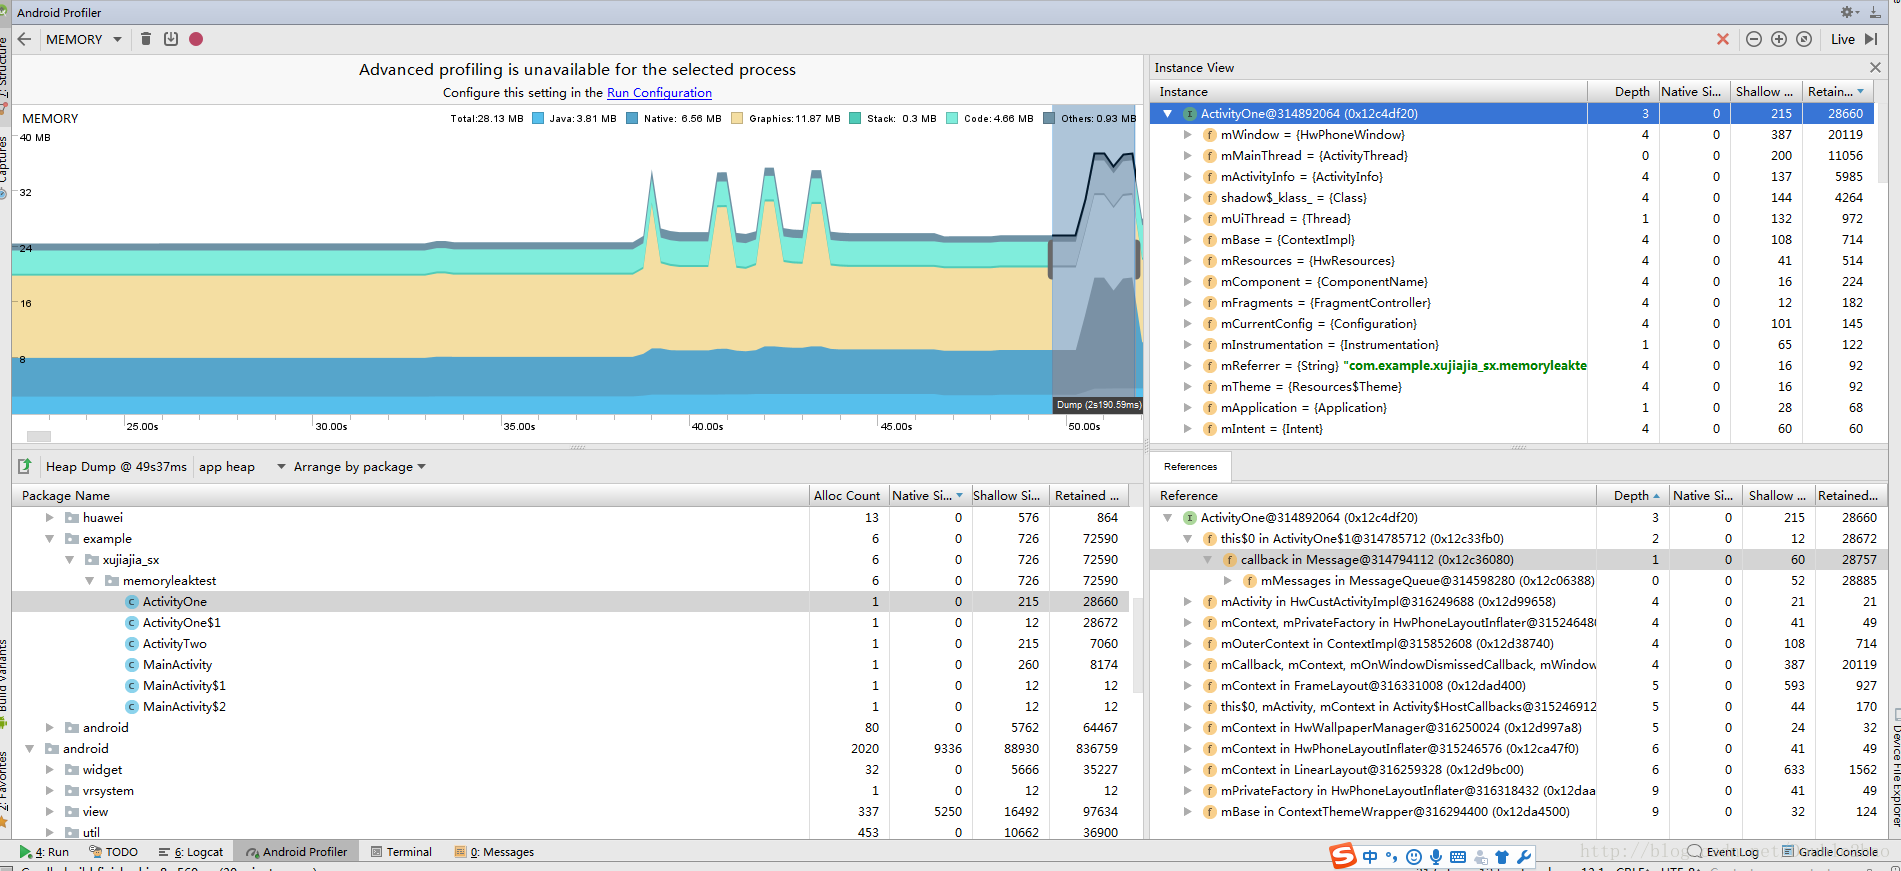 Android Profiler
MEMORY
Live
Advanced profiling is unavailable for the selected process
Configure this setting in the Run Configuration
MEMORY
Total:28.13 MB Java:3.81 MB Native: 6.56 MB Graphics:11.87 MB Stack: 0.3 MB Code:4.66 MB Others:0.93 MB
40 MB
32
24
16
8
Dump (2s190.59ms)
25.00s 30.00s 35.00s 40.00s 45.00s 50.00s
Instance View
Instance Depth Native Si... Shallow ... Retain...
ActivityOne@314892064 (0x12c4df20) 3 0 215 28660
mWindow = {HwPhoneWindow} 4 0 387 20119
mMainThread = {ActivityThread} 0 0 200 11056
mActivityInfo = {ActivityInfo} 4 0 137 5985
shadow$_klass_ = {Class} 4 0 144 4264
mUiThread = {Thread} 1 0 132 972
mBase = {ContextImpl} 4 0 108 714
mResources = {HwResources} 4 0 41 514
mComponent = {ComponentName} 4 0 16 224
mFragments = {FragmentController} 4 0 12 182
mCurrentConfig = {Configuration} 4 0 101 145
mInstrumentation = {Instrumentation} 1 0 65 122
mReferrer = {String} "com.example.xujiajia_sx.memoryleakte 4 0 16 92
mTheme = {Resources$Theme} 4 0 16 92
mApplication = {Application} 1 0 28 68
mIntent = {Intent} 4 0 60 60
Heap Dump @ 49s37ms app heap Arrange by package
Package Name Alloc Count Native Si... Shallow Si... Retained ...
huawei 13 0 576 864
example 6 0 726 72590
xujiajia_sx 6 0 726 72590
memoryleaktest 6 0 726 72590
ActivityOne 1 0 215 28660
ActivityOne$1 1 0 12 28672
ActivityTwo 1 0 215 7060
MainActivity 1 0 260 8174
MainActivity$1 1 0 12 12
MainActivity$2 1 0 12 12
android 80 0 5762 64467
android 2020 9336 88930 836759
widget 32 0 5666 35227
vrsystem 1 0 12 12
view 337 5250 16492 97634
util 453 0 10662 36900
References
Reference Depth Native Si... Shallow ... Retained...
ActivityOne@314892064 (0x12c4df20) 3 0 215 28660
this$0 in ActivityOne$1@314785712 (0x12c33fb0) 2 0 12 28672
callback in Message@314794112 (0x12c36080) 1 0 60 28757
mMessages in MessageQueue@314598280 (0x12c06388) 0 0 52 28885
mActivity in HwCustActivityImpl@316249688 (0x12d99658) 4 0 21 21
mContext, mPrivateFactory in HwPhoneLayoutInflater@31524648 4 0 41 49
mOuterContext in ContextImpl@315852608 (0x12d38740) 4 0 108 714
mCallback, mContext, mOnWindowDismissedCallback, mWindow 4 0 387 20119
mContext in FrameLayout@316331008 (0x12dad400) 5 0 593 927
this$0, mActivity, mContext in Activity$HostCallbacks@315246912 5 0 44 170
mContext in HwWallpaperManager@316250024 (0x12d997a8) 5 0 24 32
mContext in HwPhoneLayoutInflater@315246576 (0x12ca47f0) 6 0 41 49
mContext in LinearLayout@316259328 (0x12d9bc00) 6 0 633 1562
mPrivateFactory in HwPhoneLayoutInflater@316318432 (0x12daa 9 0 41 49
mBase in ContextThemeWrapper@316294400 (0x12da4500) 9 0 32 124
Captures
Build Variants
2: Favorites
Device File Explorer
4: Run TODO 6: Logcat Android Profiler Terminal 0: Messages
中
Event Log Gradle Console